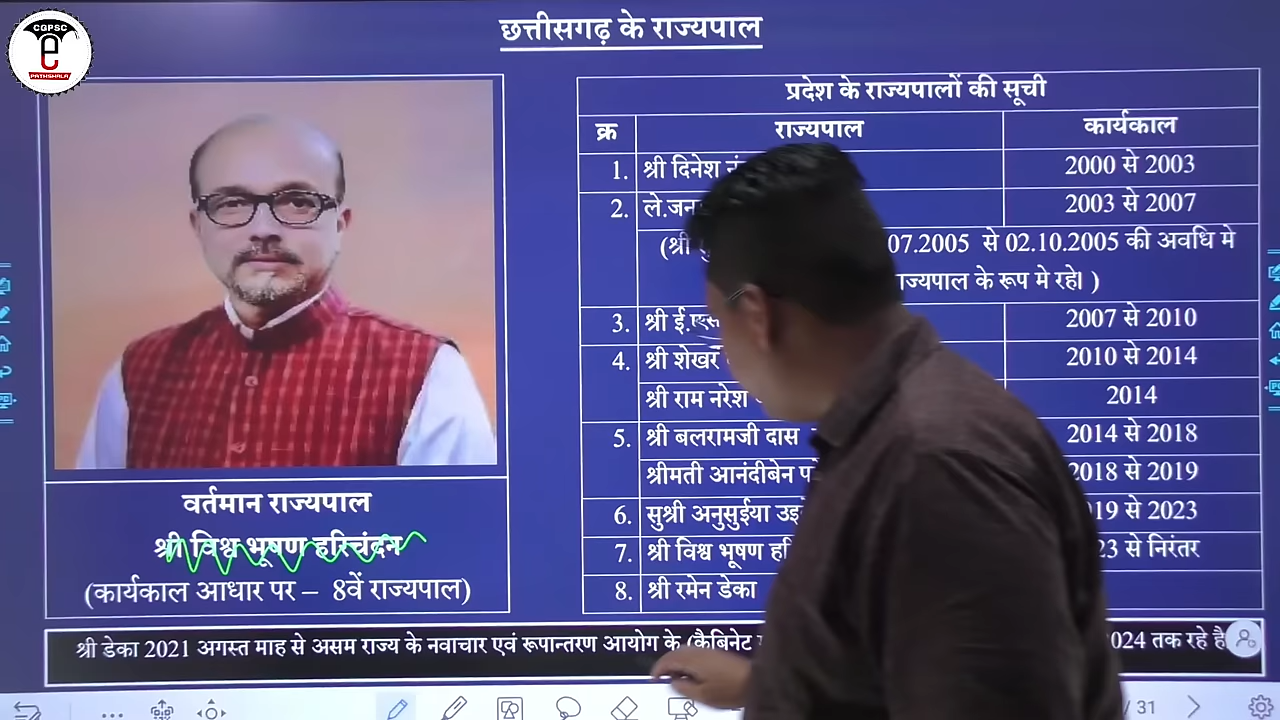 CGPSC
e
PATHSHALA
छत्तीसगढ़ के राज्यपाल
वर्तमान राज्यपाल
श्री विश्व भूषण हरिचंदन
(कार्यकाल आधार पर – 8वें राज्यपाल)
प्रदेश के राज्यपालों की सूची
क्र राज्यपाल कार्यकाल
1. श्री दिनेश 2000 से 2003
2. 2003 से 2007
07.2005 से 02.10.2005 की अवधि मे
के रूप मे रहे। )
3. श्री 2007 से 2010
4. श्री शेखर 2010 से 2014
श्री राम नरेश 2014
5. श्री बलरामजी दास 2014 से 2018
श्रीमती आनंदीबेन 2018 से 2019
6. सुश्री अनुसुईया 19 से 2023
7. श्री विश्व भूषण 23 से निरंतर
8. श्री रमेन डेका
श्री डेका 2021 अगस्त माह से असम राज्य के नवाचार एवं रूपान्तरण आयोग के (कैबिनेट 024 तक रहे है
/ 31